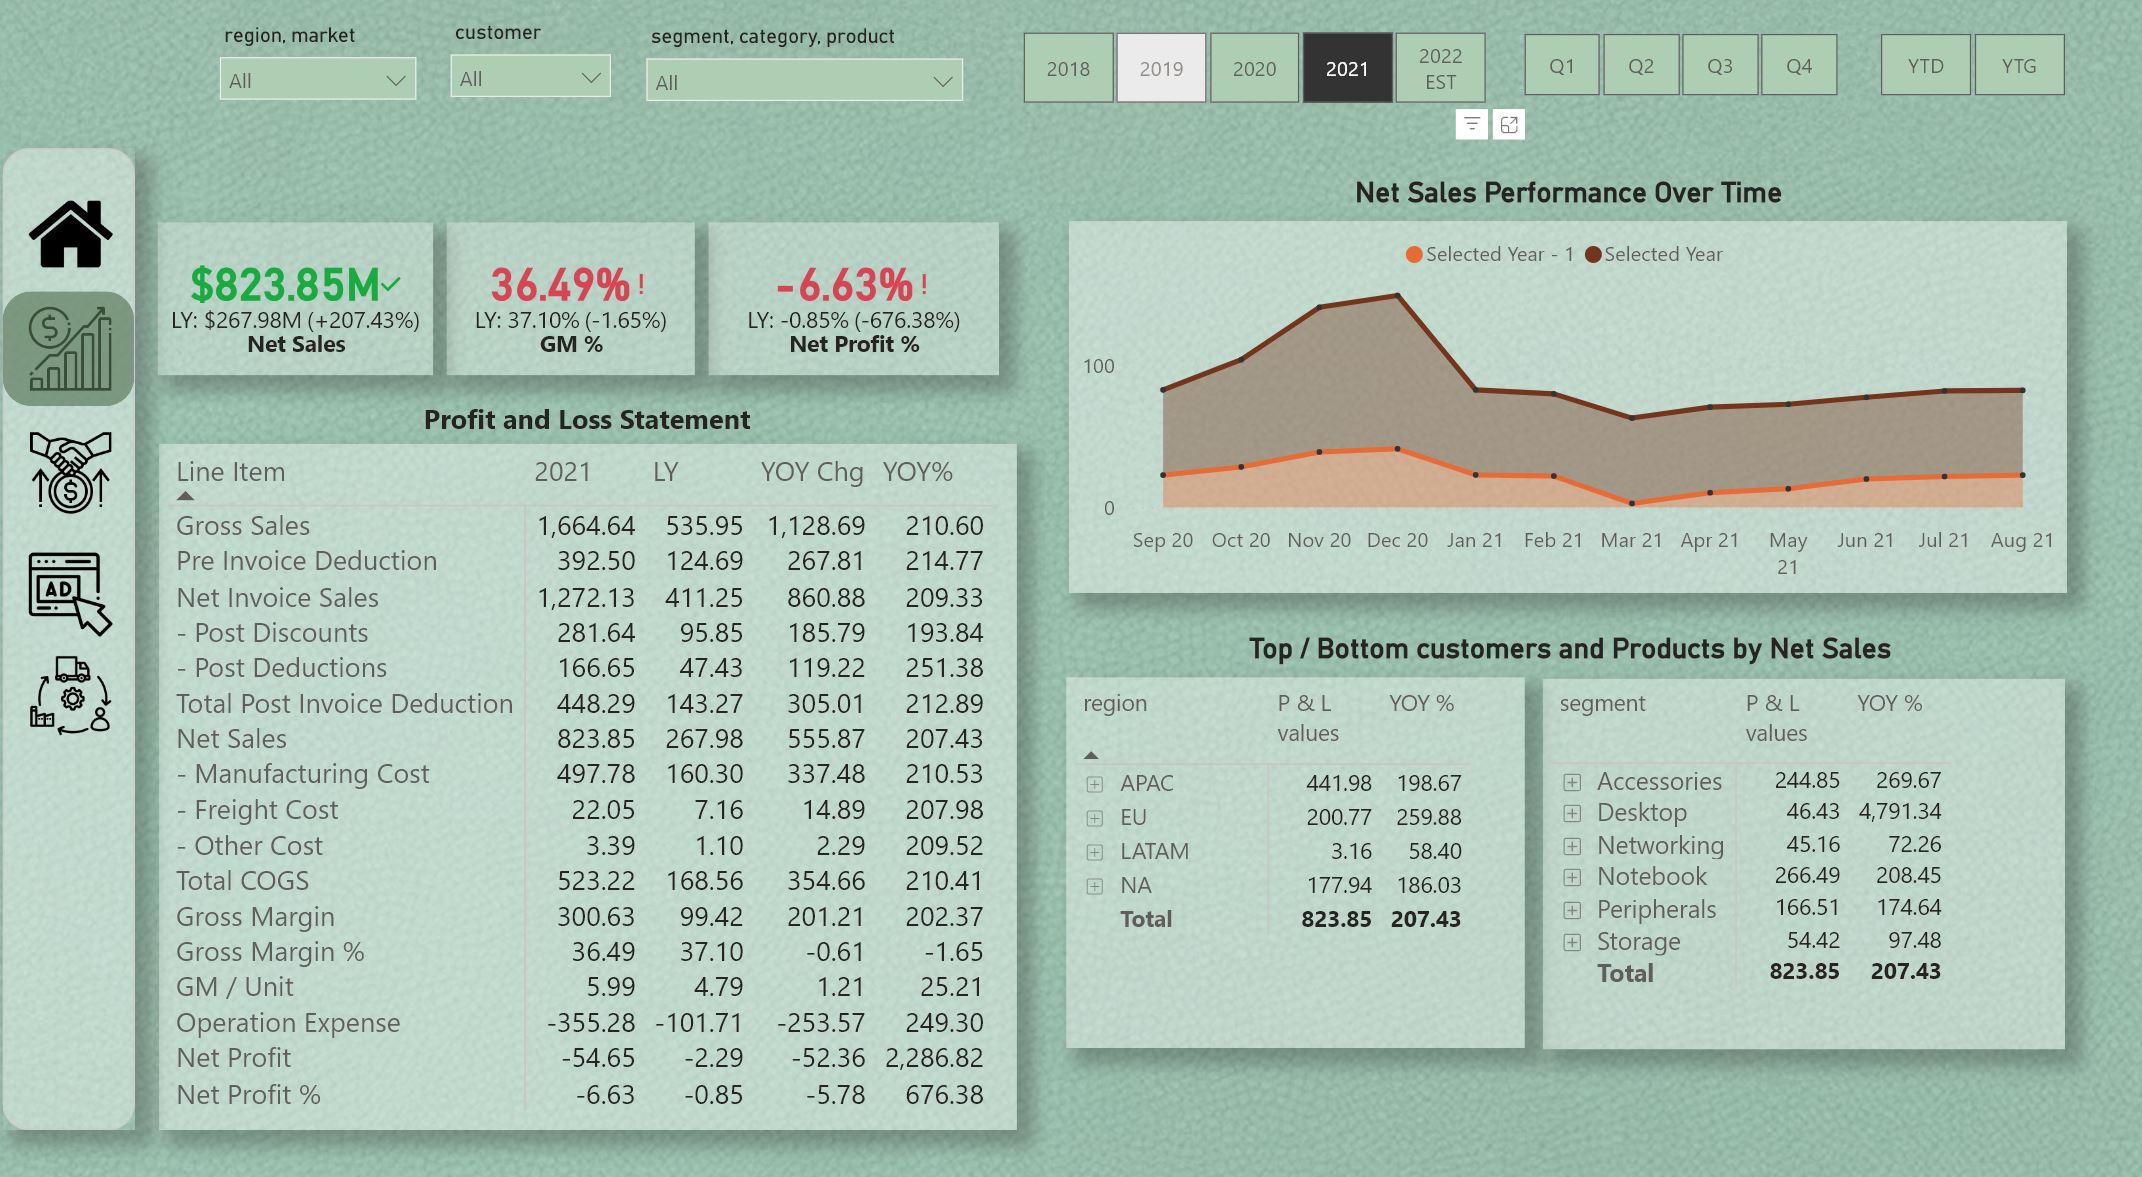 region, market
customer
segment, category, product
All
All
All
2018
2019
2020
2021
2022
EST
Q1
Q2
Q3
Q4
YTD
YTG
$823.85M
LY: $267.98M (+207.43%)
Net Sales
36.49% !
LY: 37.10% (-1.65%)
GM %
-6.63% !
LY: -0.85% (-676.38%)
Net Profit %
AD
Profit and Loss Statement
Line Item 2021 LY YOY Chg YOY%
Gross Sales 1,664.64 535.95 1,128.69 210.60
Pre Invoice Deduction 392.50 124.69 267.81 214.77
Net Invoice Sales 1,272.13 411.25 860.88 209.33
- Post Discounts 281.64 95.85 185.79 193.84
- Post Deductions 166.65 47.43 119.22 251.38
Total Post Invoice Deduction 448.29 143.27 305.01 212.89
Net Sales 823.85 267.98 555.87 207.43
- Manufacturing Cost 497.78 160.30 337.48 210.53
- Freight Cost 22.05 7.16 14.89 207.98
- Other Cost 3.39 1.10 2.29 209.52
Total COGS 523.22 168.56 354.66 210.41
Gross Margin 300.63 99.42 201.21 202.37
Gross Margin % 36.49 37.10 -0.61 -1.65
GM / Unit 5.99 4.79 1.21 25.21
Operation Expense -355.28 -101.71 -253.57 249.30
Net Profit -54.65 -2.29 -52.36 2,286.82
Net Profit % -6.63 -0.85 -5.78 676.38
Net Sales Performance Over Time
Selected Year - 1 Selected Year
100
0
Sep 20 Oct 20 Nov 20 Dec 20 Jan 21 Feb 21 Mar 21 Apr 21 May 21 Jun 21 Jul 21 Aug 21
Top / Bottom customers and Products by Net Sales
region P & L values YOY %
APAC 441.98 198.67
EU 200.77 259.88
LATAM 3.16 58.40
NA 177.94 186.03
Total 823.85 207.43
segment P & L values YOY %
Accessories 244.85 269.67
Desktop 46.43 4,791.34
Networking 45.16 72.26
Notebook 266.49 208.45
Peripherals 166.51 174.64
Storage 54.42 97.48
Total 823.85 207.43